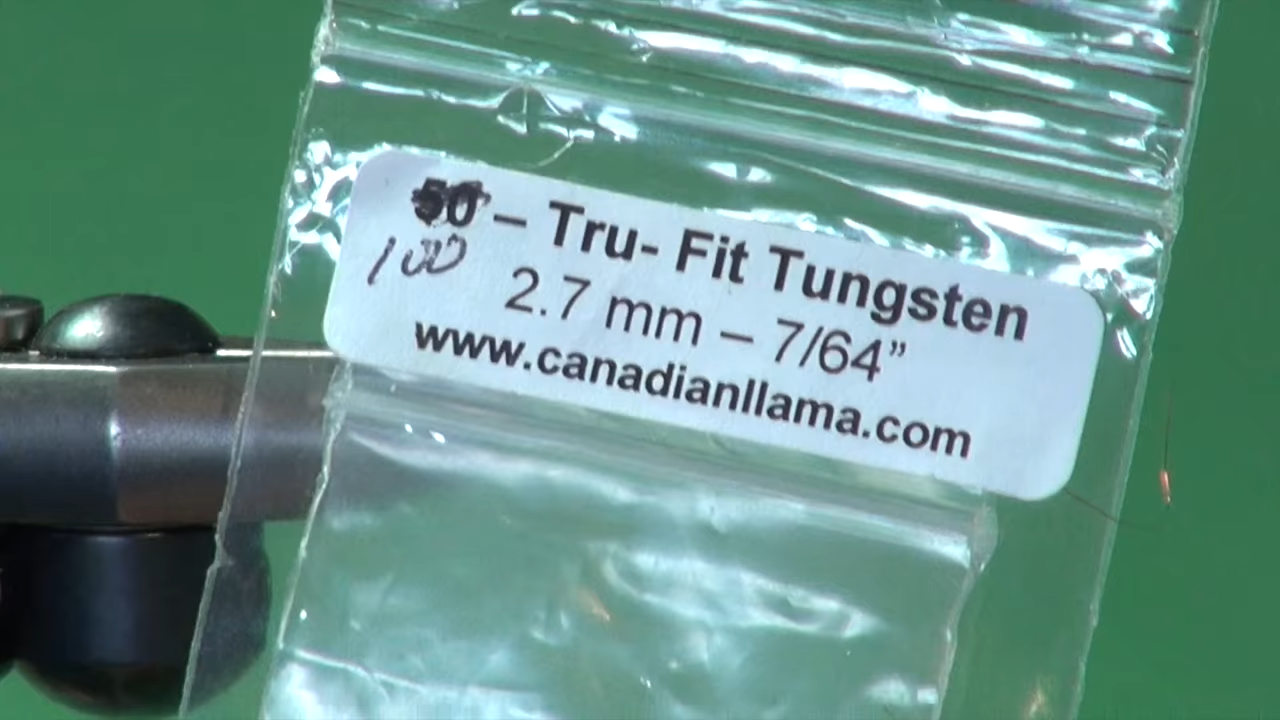 50 – Tru- Fit Tungsten
100
2.7 mm – 7/64”
www.canadianllama.com